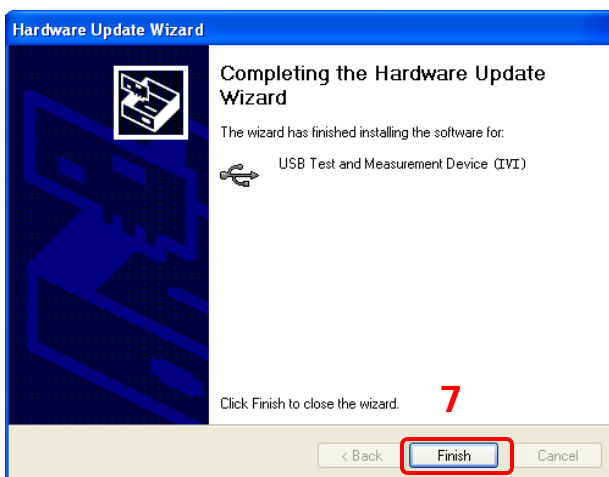 Hardware Update Wizard
Completing the Hardware Update
Wizard
The wizard has finished installing the software for:
USB Test and Measurement Device (IVI)
Click Finish to close the wizard.
7
< Back
Finish
Cancel